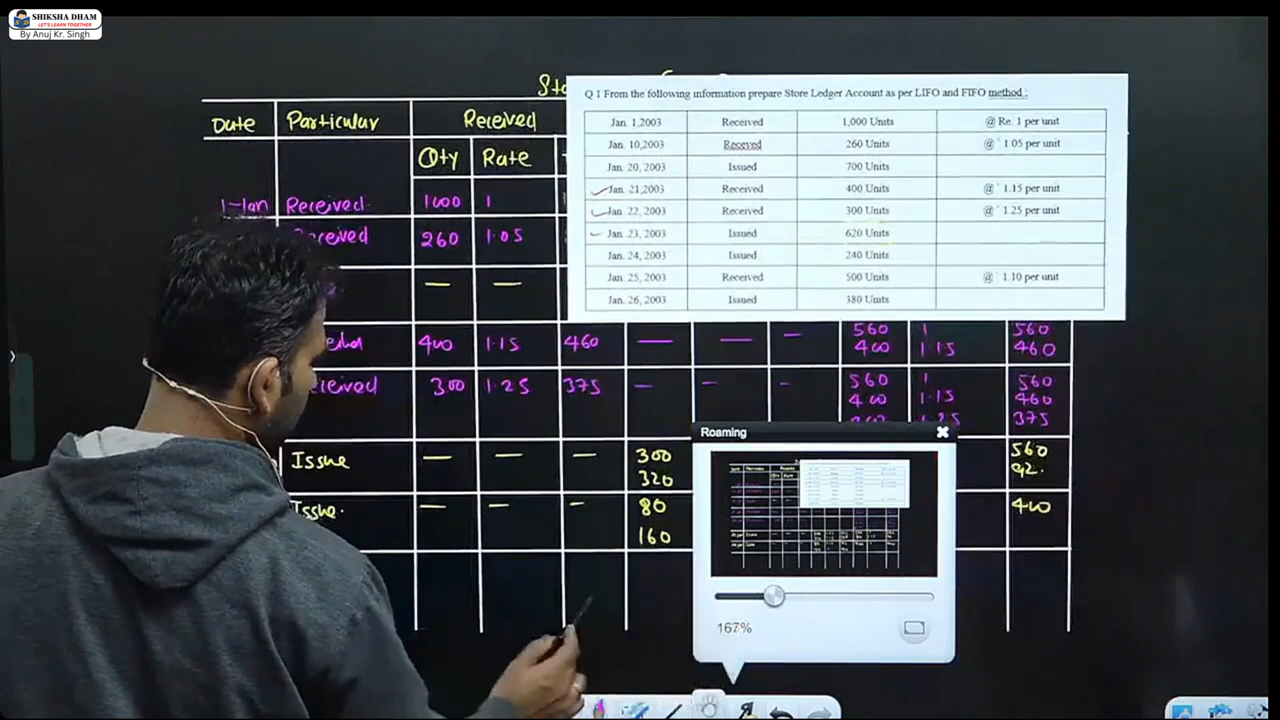 SHIKSHA DHAM
LET'S LEARN TOGETHER
By Anuj Kr. Singh
Q 1 From the following information prepare Store Ledger Account as per LIFO and FIFO method :
Jan. 1,2003 Received 1,000 Units @ Re. 1 per unit
Jan. 10,2003 Receved 260 Units @ ` 1.05 per unit
Jan. 20, 2003 Issued 700 Units
Jan. 21,2003 Received 400 Units @ ` 1.15 per unit
Jan. 22, 2003 Received 300 Units @ ` 1.25 per unit
Jan. 23, 2003 Issued 620 Units
Jan. 24, 2003 Issued 240 Units
Jan. 25, 2003 Received 500 Units @ ` 1.10 per unit
Jan. 26, 2003 Issued 380 Units
Date Particular Received
Qty Rate
1-Jan Received 1000 1
260 1.05
— —
560 1 560
400 1.15 460 — — — 400 1.15 460
300 1.25 375 — — — 560 1 560
400 1.15 460
375
Issue — — — 300 560
320 92.
Issue. — — — 80 400
160
Roaming
167%